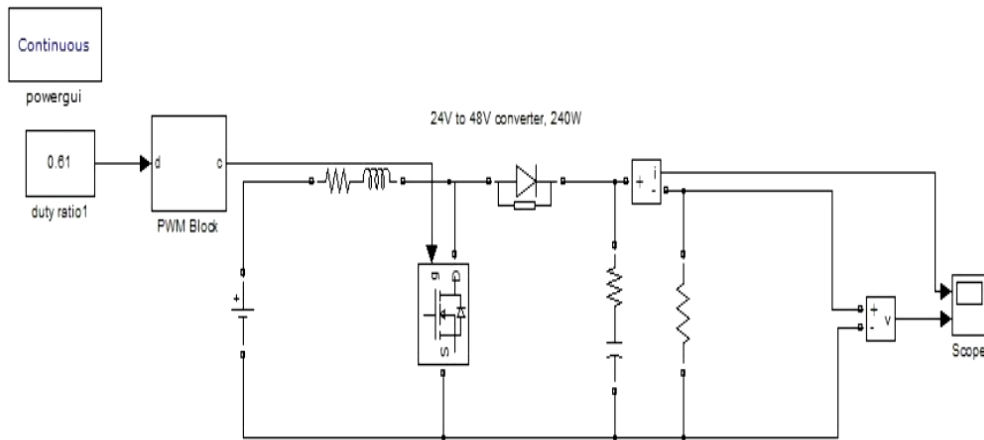 Continuous
powergui
24V to 48V converter, 240W
0.61
d
c
duty ratio1
PWM Block
+
+
-
i
g
D
S
+
-
v
Scope